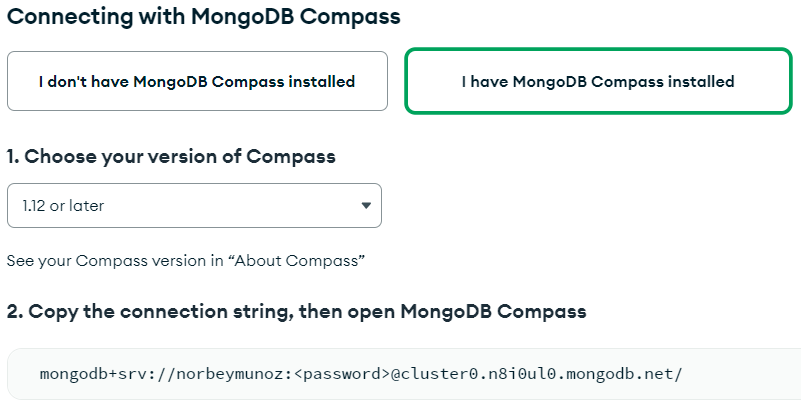 Connecting with MongoDB Compass
I don't have MongoDB Compass installed
I have MongoDB Compass installed
1. Choose your version of Compass
1.12 or later
See your Compass version in “About Compass”
2. Copy the connection string, then open MongoDB Compass
mongodb+srv://norbeymunoz:<password>@cluster0.n8i0ul0.mongodb.net/